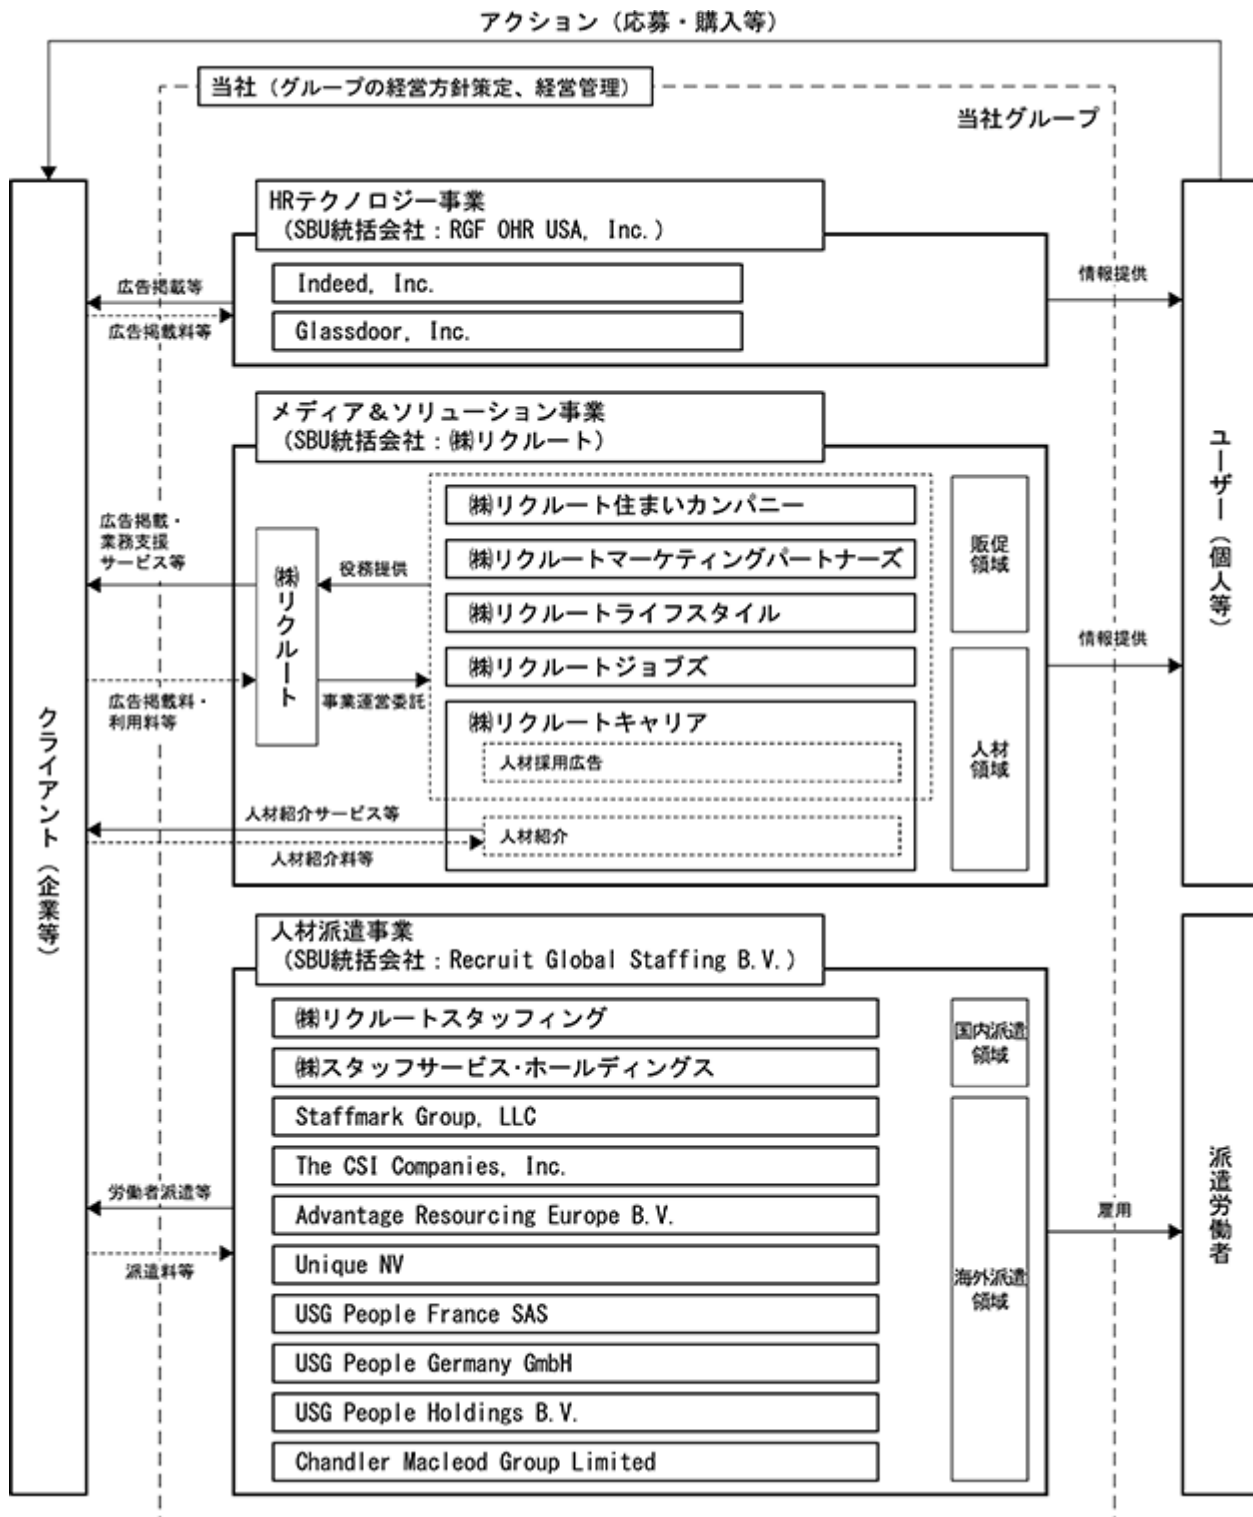 アクション（応募・購入等）
当社（グループの経営方針策定、経営管理）
当社グループ
HRテクノロジー事業
（SBU統括会社：RGF OHR USA, Inc.）
Indeed, Inc.
Glassdoor, Inc.
広告掲載等
広告掲載料等
情報提供
メディア＆ソリューション事業
（SBU統括会社：㈱リクルート）
㈱リクルート住まいカンパニー
㈱リクルートマーケティングパートナーズ
㈱リクルートライフスタイル
㈱リクルートジョブズ
㈱リクルートキャリア
人材採用広告
人材紹介
販促
領域
人材
領域
広告掲載・
業務支援
サービス等
㈱リクルート
役務提供
事業運営委託
広告掲載料・
利用料等
人材紹介サービス等
人材紹介料等
情報提供
クライアント（企業等）
ユーザー（個人等）
人材派遣事業
（SBU統括会社：Recruit Global Staffing B.V.）
㈱リクルートスタッフィング
㈱スタッフサービス・ホールディングス
Staffmark Group, LLC
The CSI Companies, Inc.
Advantage Resourcing Europe B.V.
Unique NV
USG People France SAS
USG People Germany GmbH
USG People Holdings B.V.
Chandler Macleod Group Limited
国内派遣
領域
海外派遣
領域
労働者派遣等
派遣料等
雇用
派遣労働者